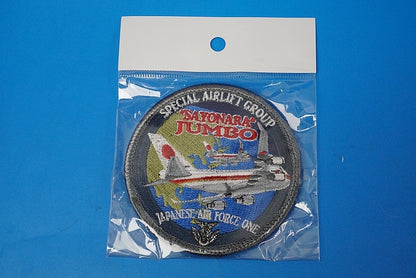 SPECIAL AIRLIFT GROUP
"SAYONARA"
JUMBO
JAPANESE AIR FORCE ONE